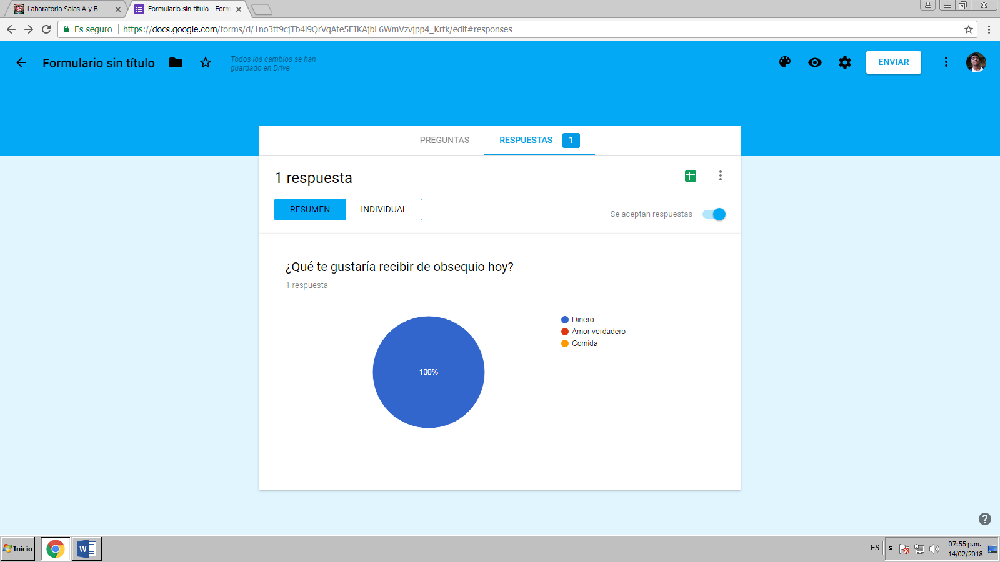 Laboratorio Salas A y B
Formulario sin título - Form
Es seguro
https://docs.google.com/forms/d/1no3tt9cjTb4i9QrVqAte5EIKAjbL6WmVzvjpp4_Krfk/edit#responses
Formulario sin título
Todos los cambios se han
guardado en Drive
ENVIAR
PREGUNTAS
RESPUESTAS
1
1 respuesta
RESUMEN
INDIVIDUAL
Se aceptan respuestas
¿Qué te gustaría recibir de obsequio hoy?
1 respuesta
100%
Dinero
Amor verdadero
Comida
Inicio
ES
07:55 p.m.
14/02/2018